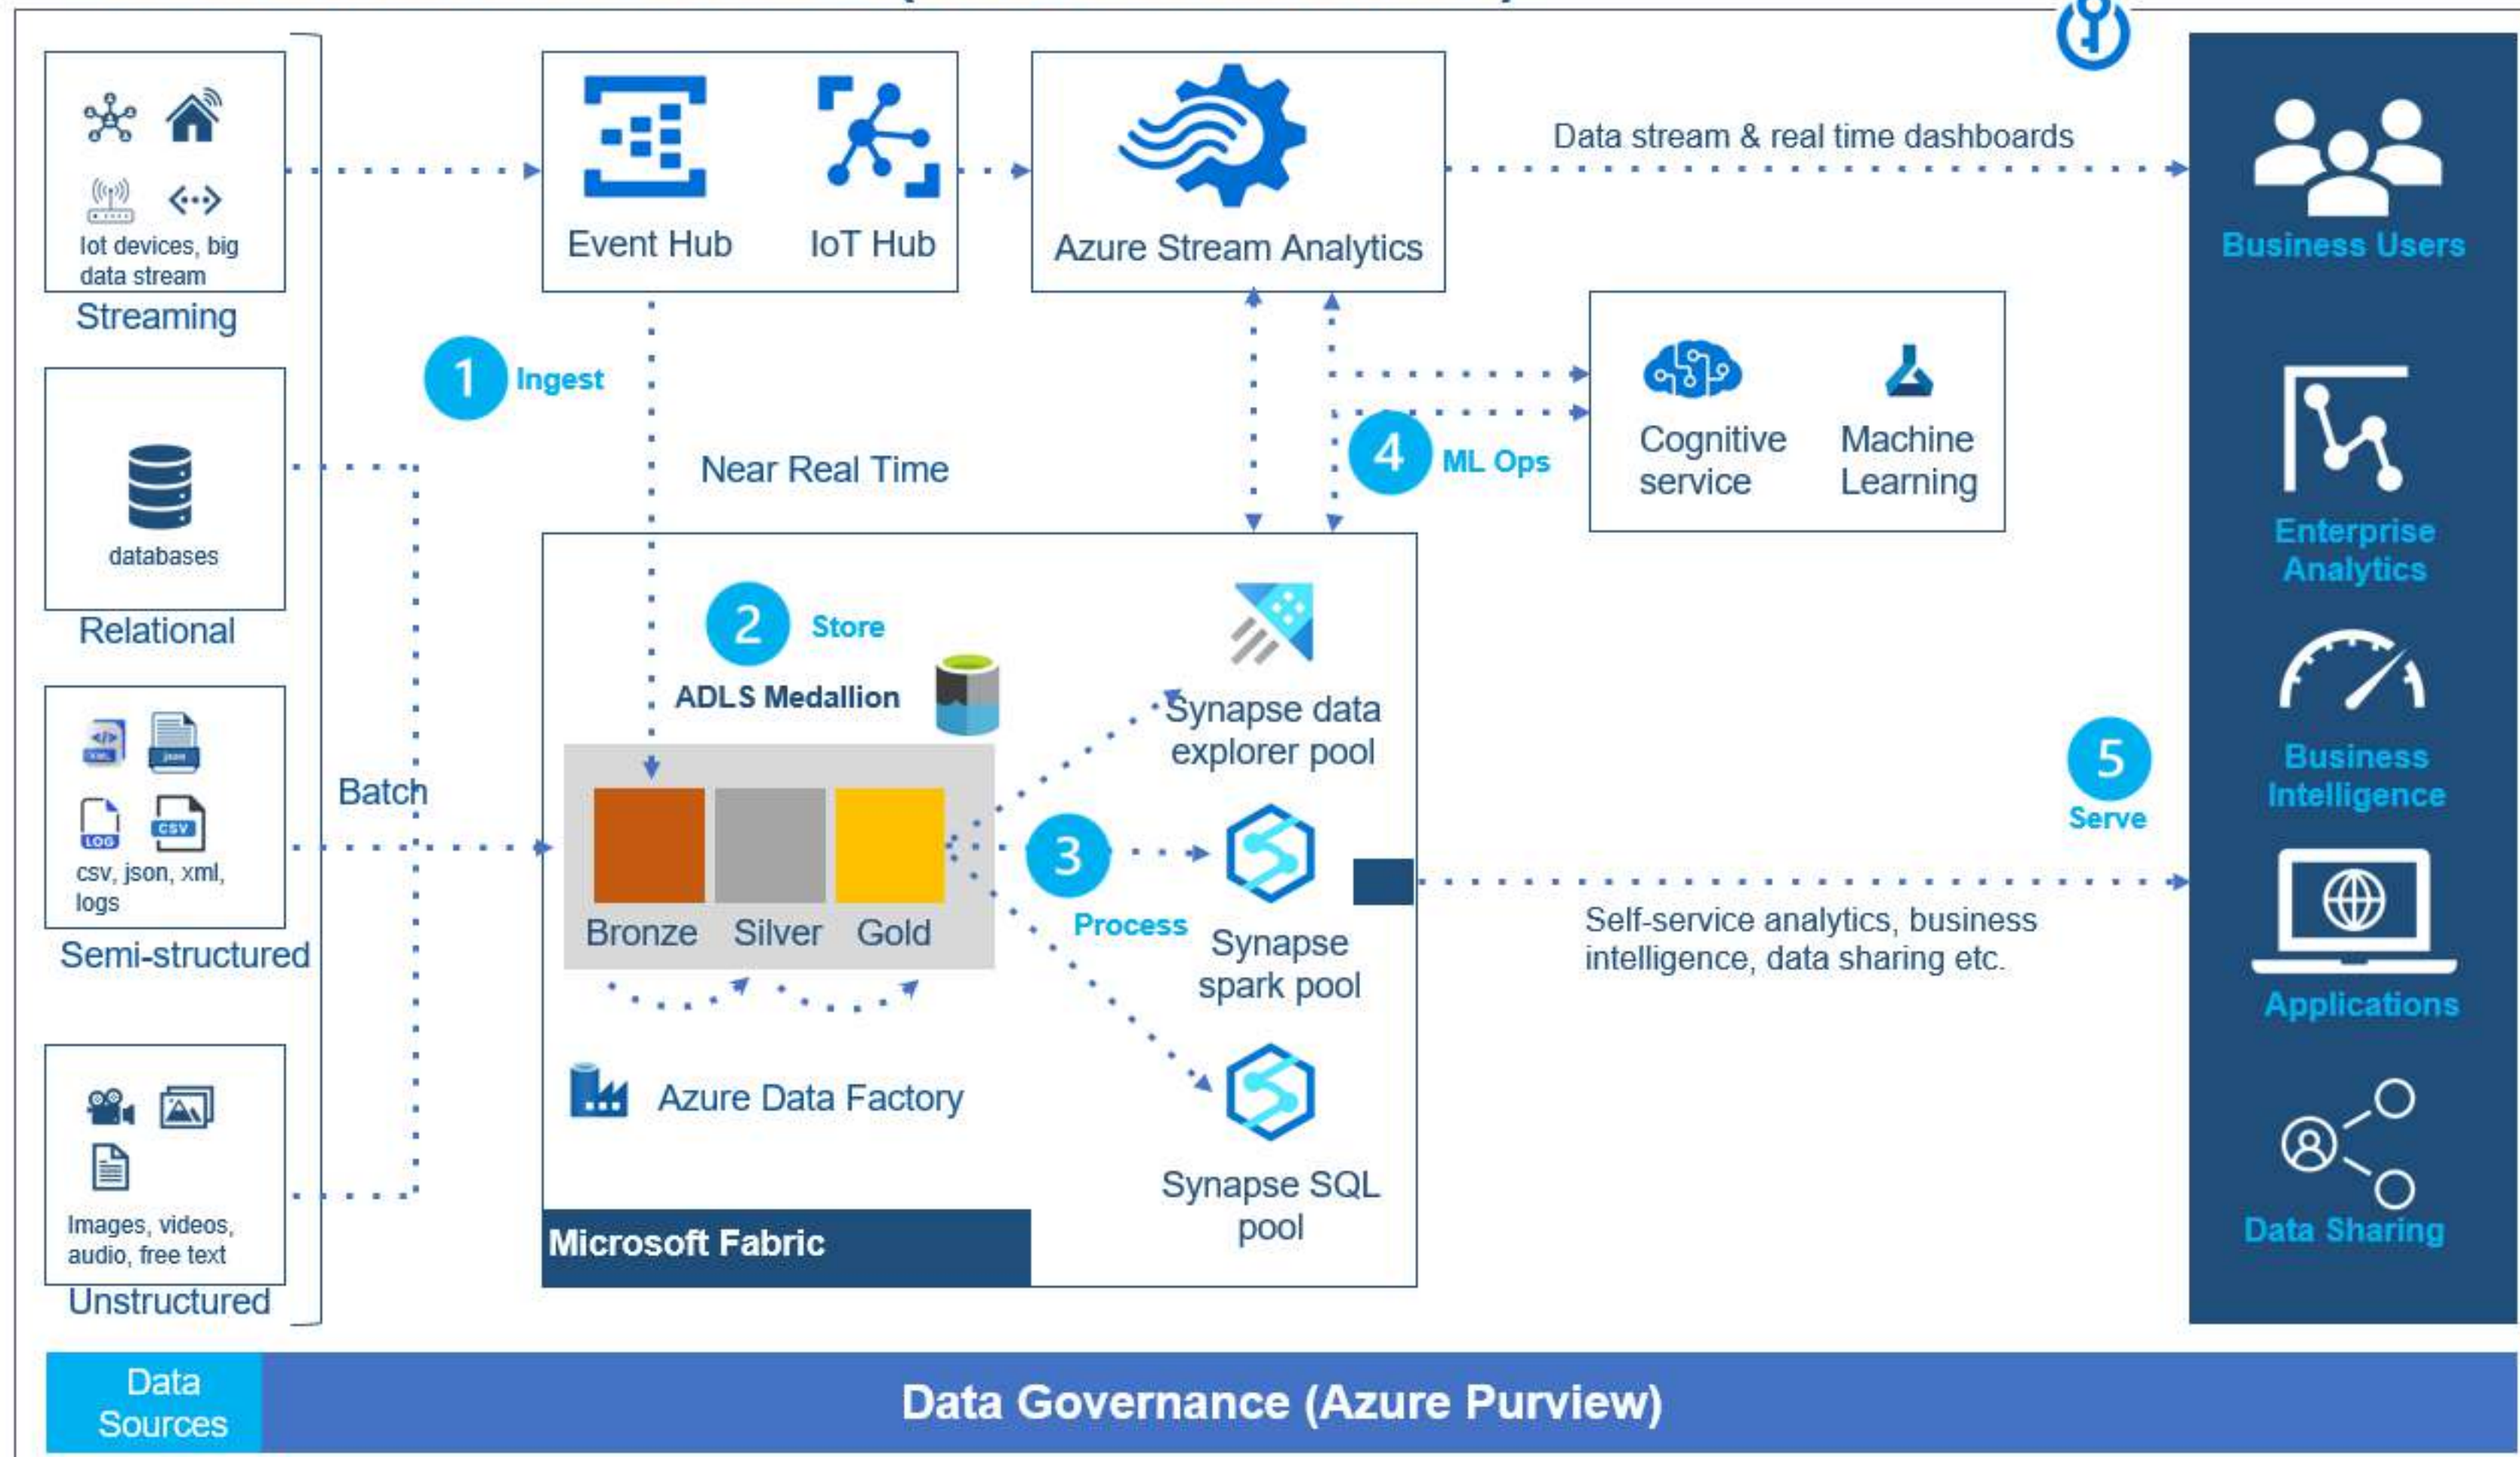 Iot devices, big
data stream
Streaming
databases
Relational
XML
json
LOG
CSV
csv, json, xml,
logs
Semi-structured
Images, videos,
audio, free text
Unstructured
Batch
1
Ingest
Event Hub
IoT Hub
Azure Stream Analytics
Data stream & real time dashboards
Near Real Time
4
ML Ops
Cognitive
service
Machine
Learning
2
Store
ADLS Medallion
Bronze
Silver
Gold
3
Process
Azure Data Factory
Microsoft Fabric
Synapse data
explorer pool
Synapse
spark pool
Synapse SQL
pool
Self-service analytics, business
intelligence, data sharing etc.
5
Serve
Business Users
Enterprise
Analytics
Business
Intelligence
Applications
Data Sharing
Data
Sources
Data Governance (Azure Purview)